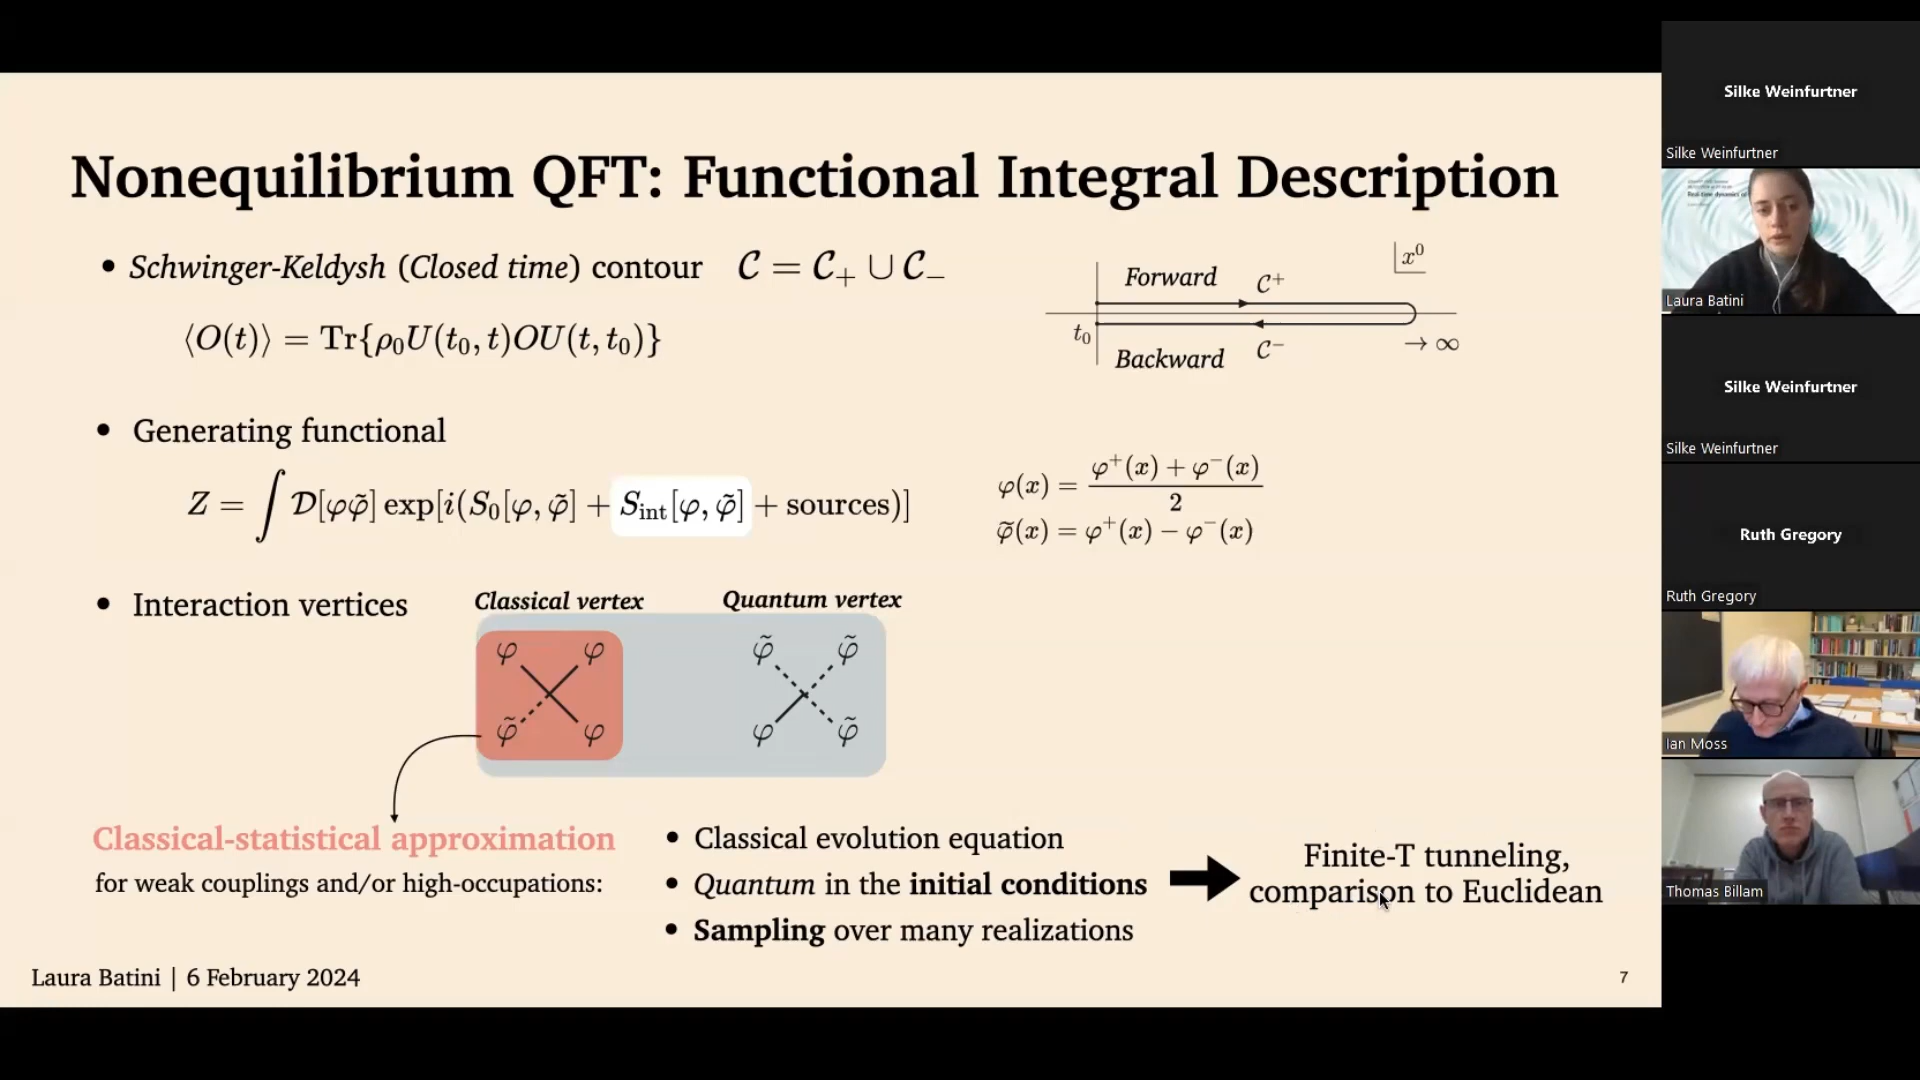 Nonequilibrium QFT: Functional Integral Description
• Schwinger-Keldysh (Closed time) contour 𝒞 = 𝒞₊ ∪ 𝒞₋
⟨O(t)⟩ = Tr{ρ₀U(t₀, t)OU(t, t₀)}
x⁰
Forward 𝒞⁺
t₀
Backward 𝒞⁻
→ ∞
• Generating functional
Z = ∫ 𝒟[φφ̃] exp[i(S₀[φ, φ̃] + S_int[φ, φ̃] + sources)]
φ(x) = (φ⁺(x) + φ⁻(x)) / 2
φ̃(x) = φ⁺(x) − φ⁻(x)
• Interaction vertices
Classical vertex
Quantum vertex
φ φ
φ̃ φ
φ̃ φ̃
φ φ̃
Classical-statistical approximation
for weak couplings and/or high-occupations:
• Classical evolution equation
• Quantum in the initial conditions
• Sampling over many realizations
Finite-T tunneling,
comparison to Euclidean
Laura Batini | 6 February 2024
7
Silke Weinfurtner
Silke Weinfurtner
Laura Batini
Silke Weinfurtner
Silke Weinfurtner
Ruth Gregory
Ruth Gregory
Ian Moss
Thomas Billam